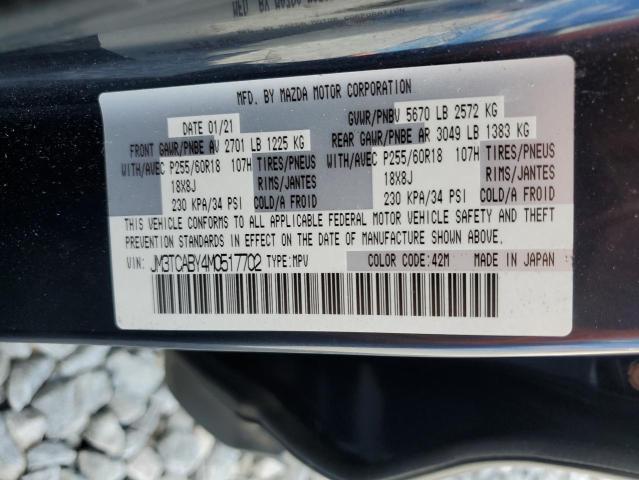 MFD. BY MAZDA MOTOR CORPORATION
DATE 01/21 GVWR/PNBV 5670 LB 2572 KG
FRONT GAWR/PNBE AV 2701 LB 1225 KG REAR GAWR/PNBE AR 3049 LB 1383 KG
WITH/AVEC P255/60R18 107H TIRES/PNEUS WITH/AVEC P255/60R18 107H TIRES/PNEUS
18X8J RIMS/JANTES 18X8J RIMS/JANTES
230 KPA/34 PSI COLD/A FROID 230 KPA/34 PSI COLD/A FROID
THIS VEHICLE CONFORMS TO ALL APPLICABLE FEDERAL MOTOR VEHICLE SAFETY AND THEFT
PREVENTION STANDARDS IN EFFECT ON THE DATE OF MANUFACTURE SHOWN ABOVE.
VIN: JM3TCABY4M0517702 TYPE:MPV COLOR CODE:42M MADE IN JAPAN